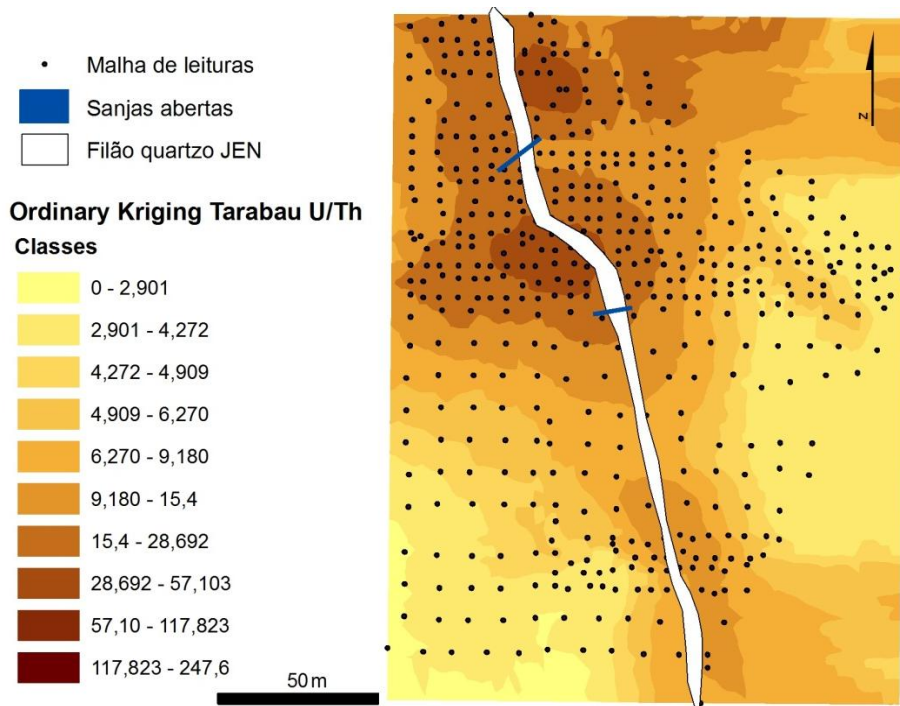 Malha de leituras
Sanjas abertas
Filão quartzo JEN
Ordinary Kriging Tarabau U/Th
Classes
0 - 2,901
2,901 - 4,272
4,272 - 4,909
4,909 - 6,270
6,270 - 9,180
9,180 - 15,4
15,4 - 28,692
28,692 - 57,103
57,10 - 117,823
117,823 - 247,6
50 m
N